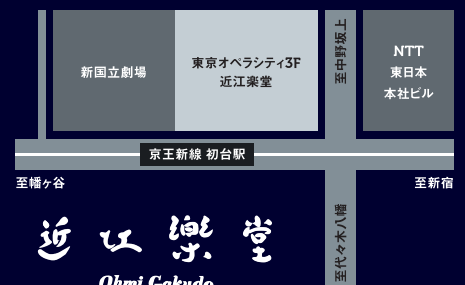 新国立劇場
東京オペラシティ3F
近江楽堂
至中野坂上
NTT
東日本
本社ビル
京王新線 初台駅
至幡ヶ谷
至新宿
至代々木八幡
近江楽堂
Ohmi Gakudo